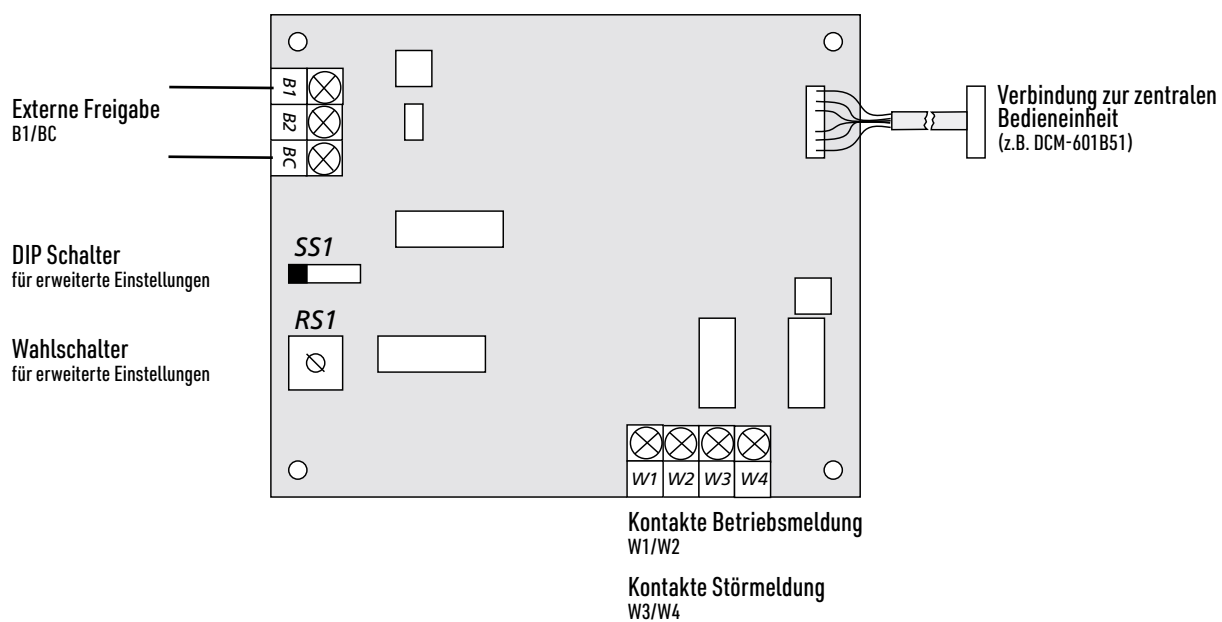 B1
B2
BC
Externe Freigabe
B1/BC
Verbindung zur zentralen
Bedieneinheit
(z.B. DCM-601B51)
DIP Schalter
für erweiterte Einstellungen
SS1
RS1
Wahlschalter
für erweiterte Einstellungen
W1 W2 W3 W4
Kontakte Betriebsmeldung
W1/W2
Kontakte Störmeldung
W3/W4